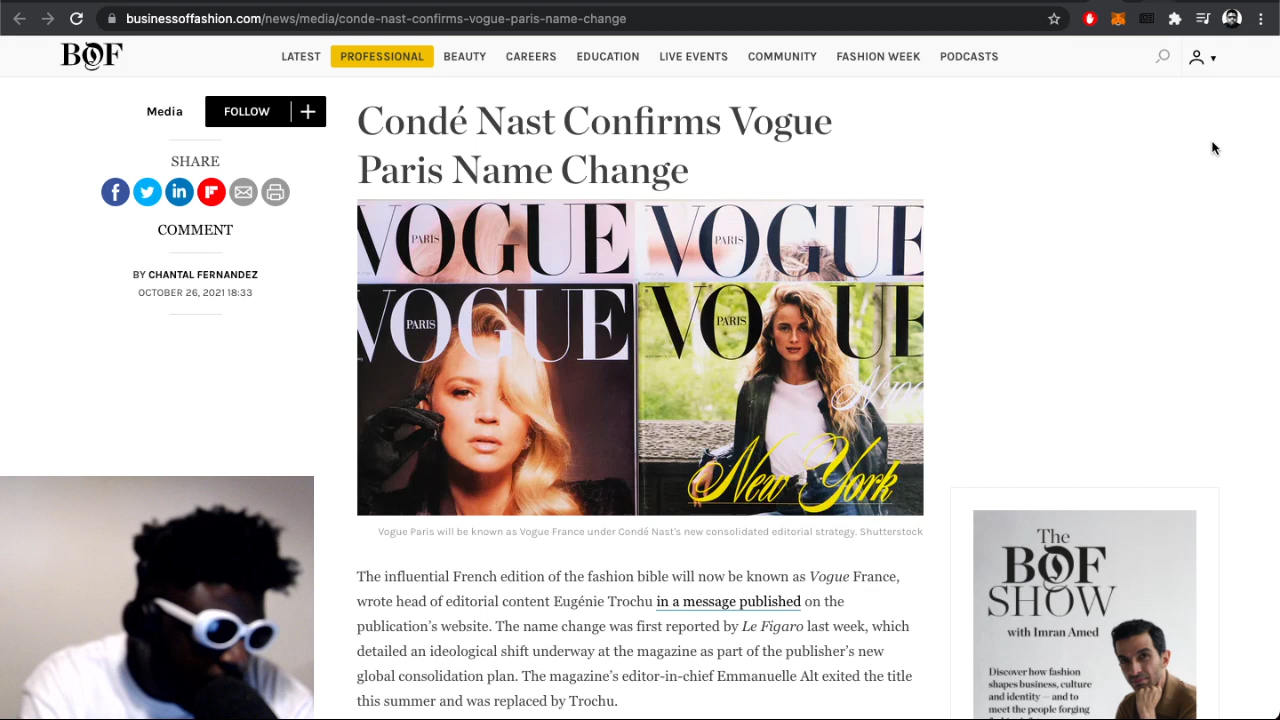 businessoffashion.com/news/media/conde-nast-confirms-vogue-paris-name-change
BOF
LATEST PROFESSIONAL BEAUTY CAREERS EDUCATION LIVE EVENTS COMMUNITY FASHION WEEK PODCASTS
Media FOLLOW +
SHARE
COMMENT
BY CHANTAL FERNANDEZ
OCTOBER 26, 2021 18:33
Condé Nast Confirms Vogue
Paris Name Change
VOGUE PARIS
VOGUE PARIS
VOGUE PARIS
VOGUE PARIS
New York
Vogue Paris will be known as Vogue France under Condé Nast's new consolidated editorial strategy. Shutterstock
The influential French edition of the fashion bible will now be known as Vogue France,
wrote head of editorial content Eugénie Trochu in a message published on the
publication's website. The name change was first reported by Le Figaro last week, which
detailed an ideological shift underway at the magazine as part of the publisher's new
global consolidation plan. The magazine's editor-in-chief Emmanuelle Alt exited the title
this summer and was replaced by Trochu.
The
BOF
SHOW
with Imran Amed
Discover how fashion
shapes business, culture
and identity — and to
meet the people forging